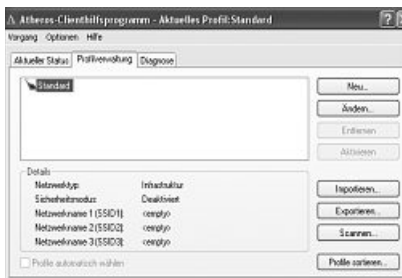 Atheros-Clienthilfsprogramm - Aktuelles Profil:Standard
Vorgang Optionen Hilfe
Aktueller Status Profilverwaltung Diagnose
Standard
Neu...
Ändern...
Entfernen
Aktivieren
Details
Netzwerktyp: Infrastruktur
Sicherheitsmodus: Deaktiviert
Netzwerkname 1 (SSID1): <empty>
Netzwerkname 2 (SSID2): <empty>
Netzwerkname 3 (SSID3): <empty>
Importieren...
Exportieren...
Scannen...
Profile automatisch wählen
Profile sortieren...